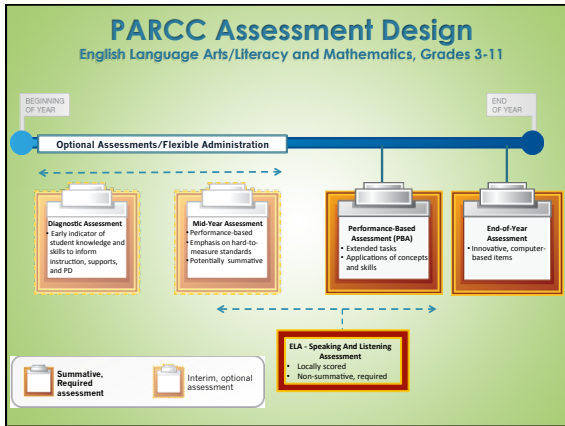 PARCC Assessment Design
English Language Arts/Literacy and Mathematics, Grades 3-11
BEGINNING
OF YEAR
END
OF YEAR
Optional Assessments/Flexible Administration
Diagnostic Assessment
• Early indicator of
student knowledge and
skills to inform
instruction, supports,
and PD
Mid-Year Assessment
• Performance-based
• Emphasis on hard-to-
measure standards
• Potentially summative
Performance-Based
Assessment (PBA)
• Extended tasks
• Applications of concepts
and skills
End-of-Year
Assessment
• Innovative, computer-
based items
ELA - Speaking And Listening
Assessment
• Locally scored
• Non-summative, required
Summative,
Required
assessment
Interim, optional
assessment